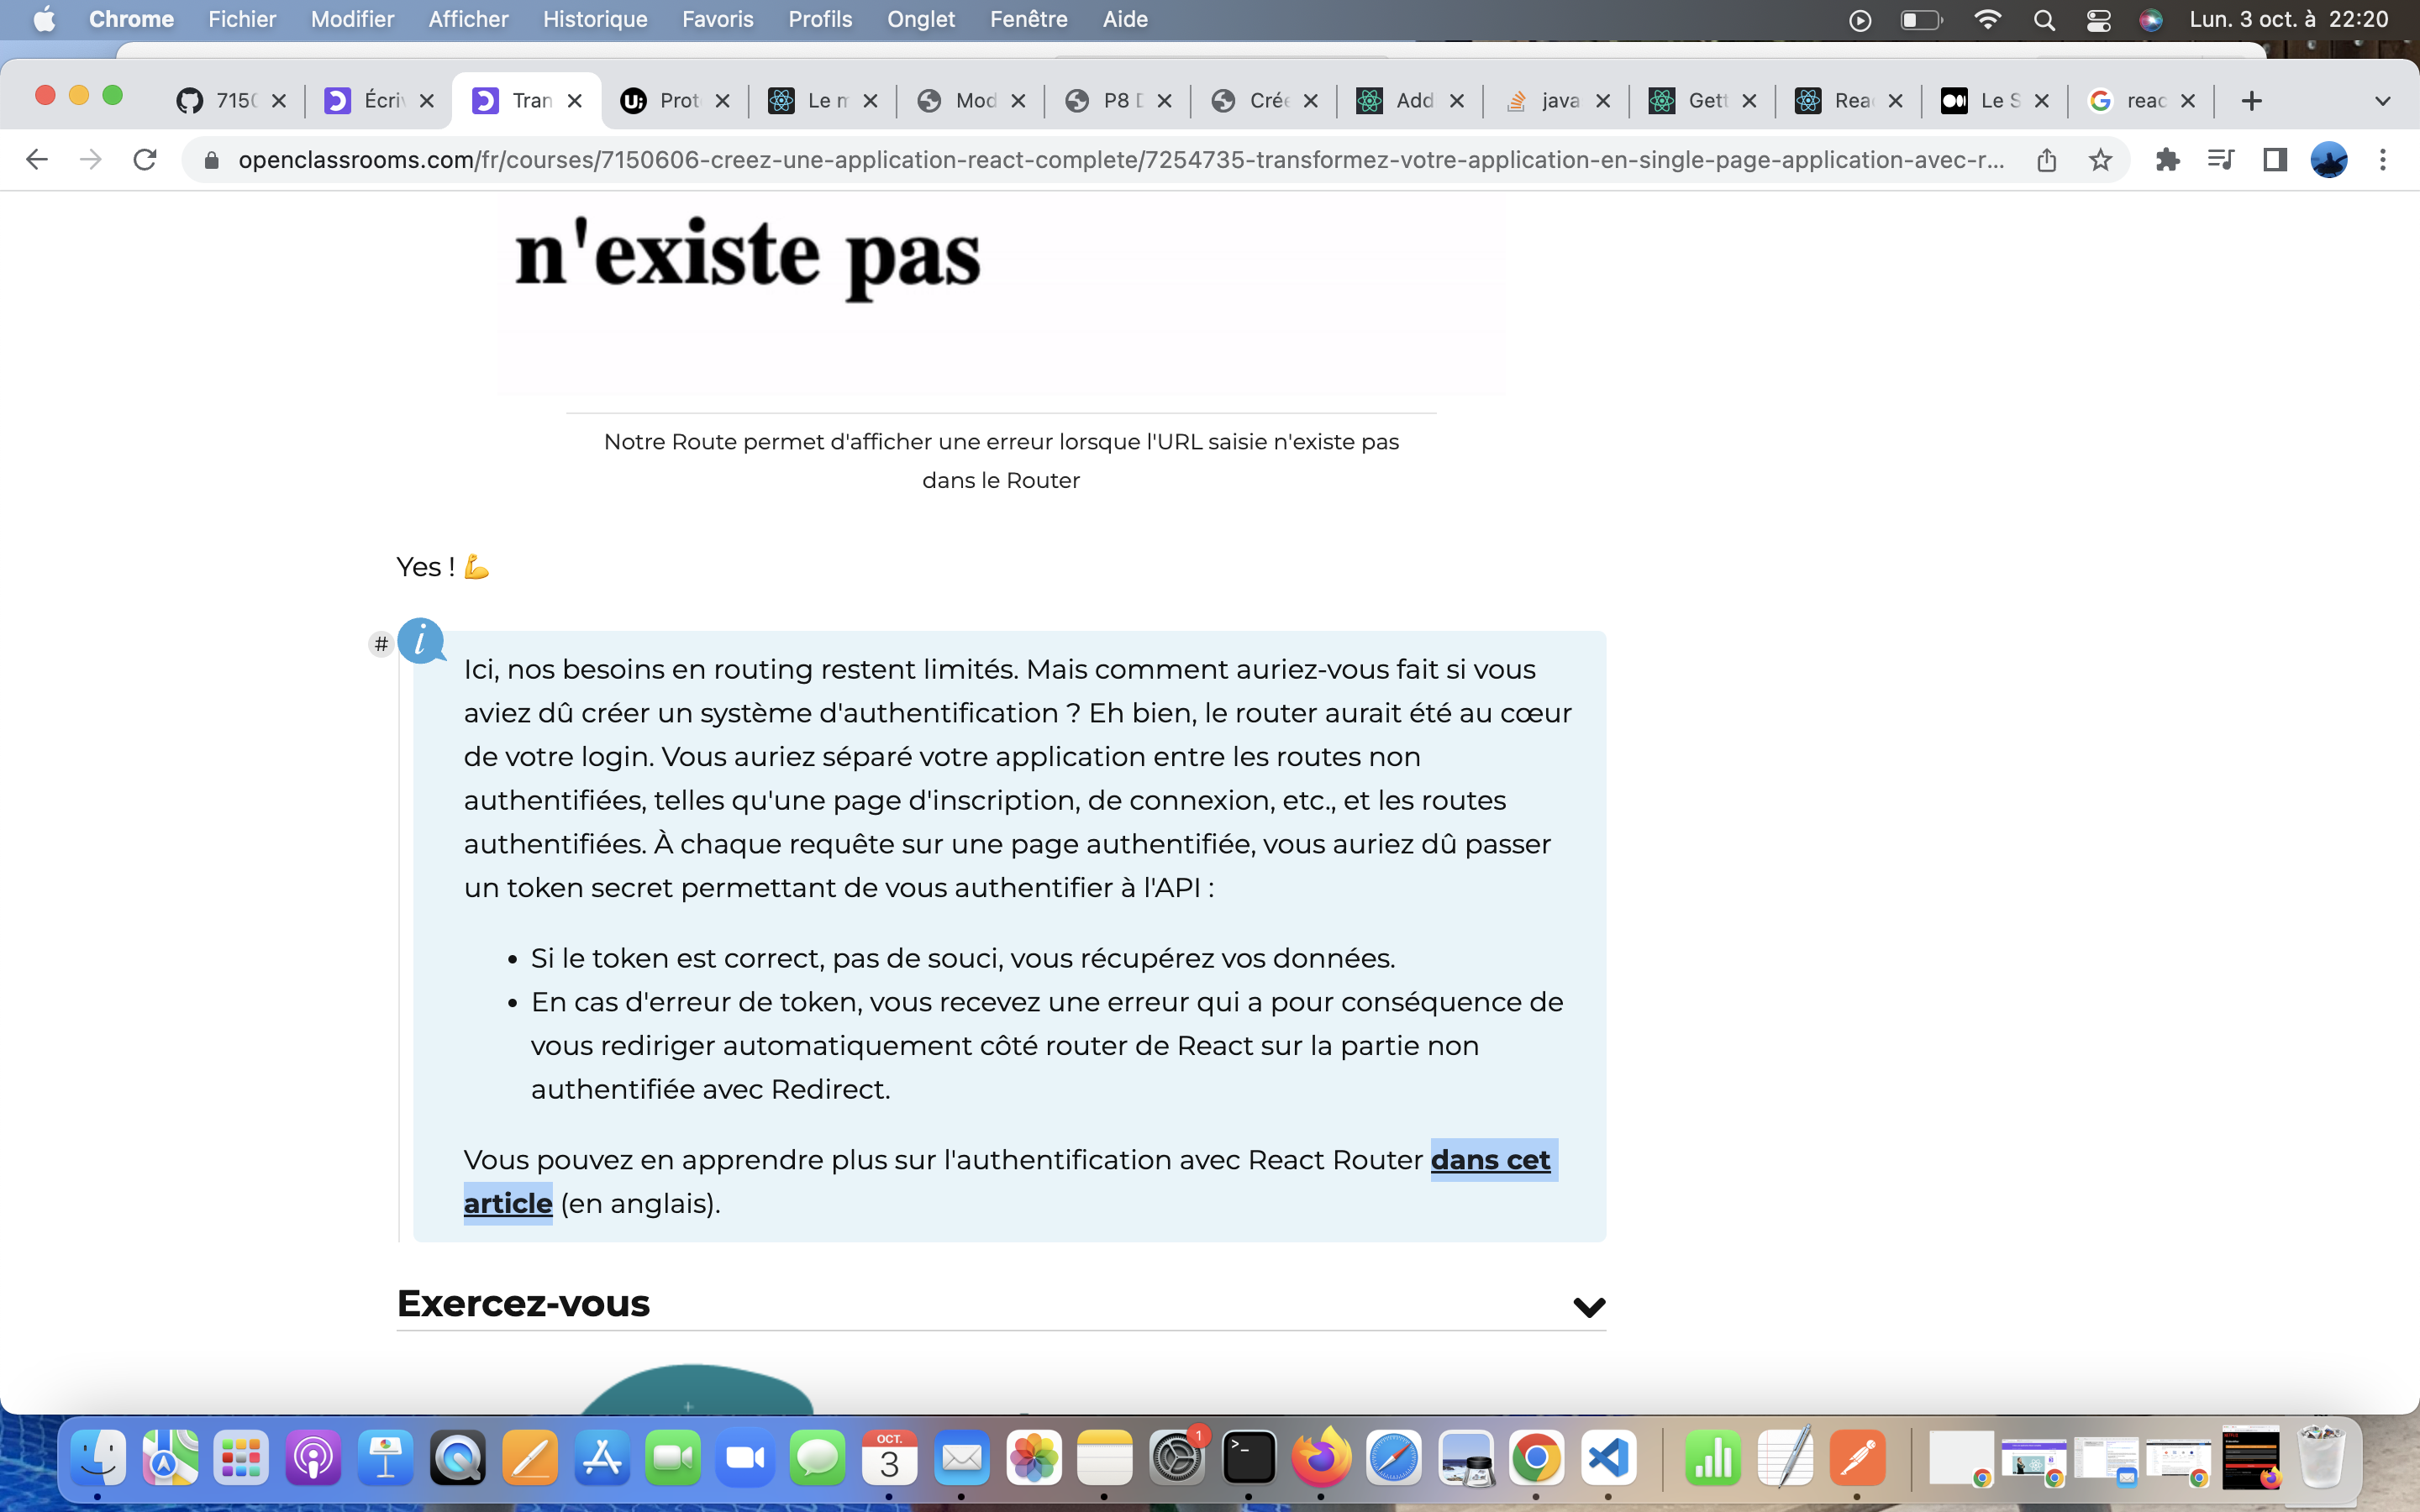 Chrome Fichier Modifier Afficher Historique Favoris Profils Onglet Fenêtre Aide Lun. 3 oct. à 22:20
715 Écri Tran Prot Le Mod P8 Crée Add java Gett Rea Le S reac
openclassrooms.com/fr/courses/7150606-creez-une-application-react-complete/7254735-transformez-votre-application-en-single-page-application-avec-r...
n'existe pas
Notre Route permet d'afficher une erreur lorsque l'URL saisie n'existe pas
dans le Router
Yes ! 💪
#
i
Ici, nos besoins en routing restent limités. Mais comment auriez-vous fait si vous
aviez dû créer un système d'authentification ? Eh bien, le router aurait été au cœur
de votre login. Vous auriez séparé votre application entre les routes non
authentifiées, telles qu'une page d'inscription, de connexion, etc., et les routes
authentifiées. À chaque requête sur une page authentifiée, vous auriez dû passer
un token secret permettant de vous authentifier à l'API :
• Si le token est correct, pas de souci, vous récupérez vos données.
• En cas d'erreur de token, vous recevez une erreur qui a pour conséquence de
vous rediriger automatiquement côté router de React sur la partie non
authentifiée avec Redirect.
Vous pouvez en apprendre plus sur l'authentification avec React Router dans cet
article (en anglais).
Exercez-vous
OCT.
3
1